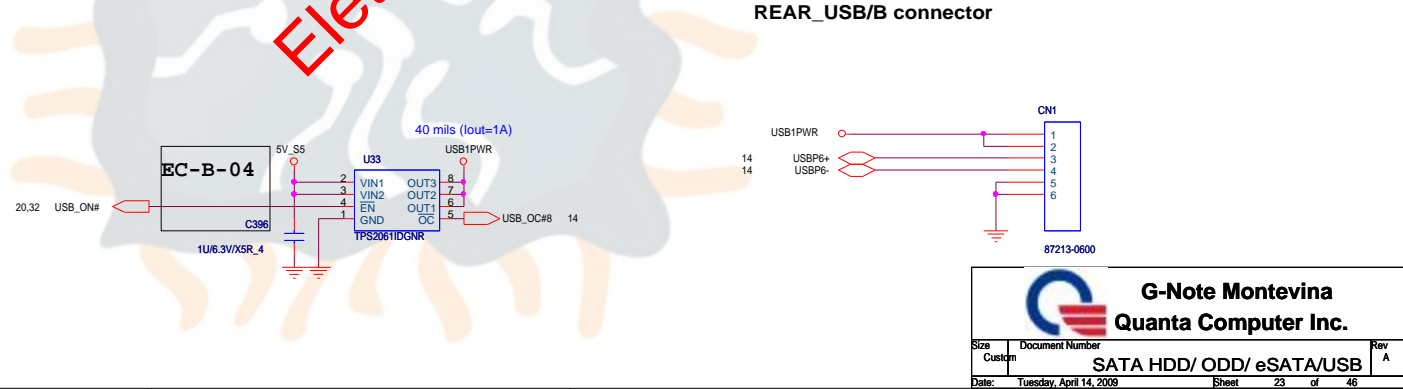 REAR_USB/B connector
40 mils (Iout=1A)
5V_S5
U33
USB1PWR
EC-B-04
2 VIN1 OUT3 8
3 VIN2 OUT2 7
4 EN OUT1 6
1 GND OC 5
20,32 USB_ON#
USB_OC#8 14
C396
TPS2061IDGNR
1U/6.3V/X5R_4
CN1
USB1PWR
1
2
14 USBP6+ 3
14 USBP6- 4
5
6
87213-0600
G-Note Montevina
Quanta Computer Inc.
Size Document Number Rev
Custom SATA HDD/ ODD/ eSATA/USB A
Date: Tuesday, April 14, 2009 Sheet 23 of 46